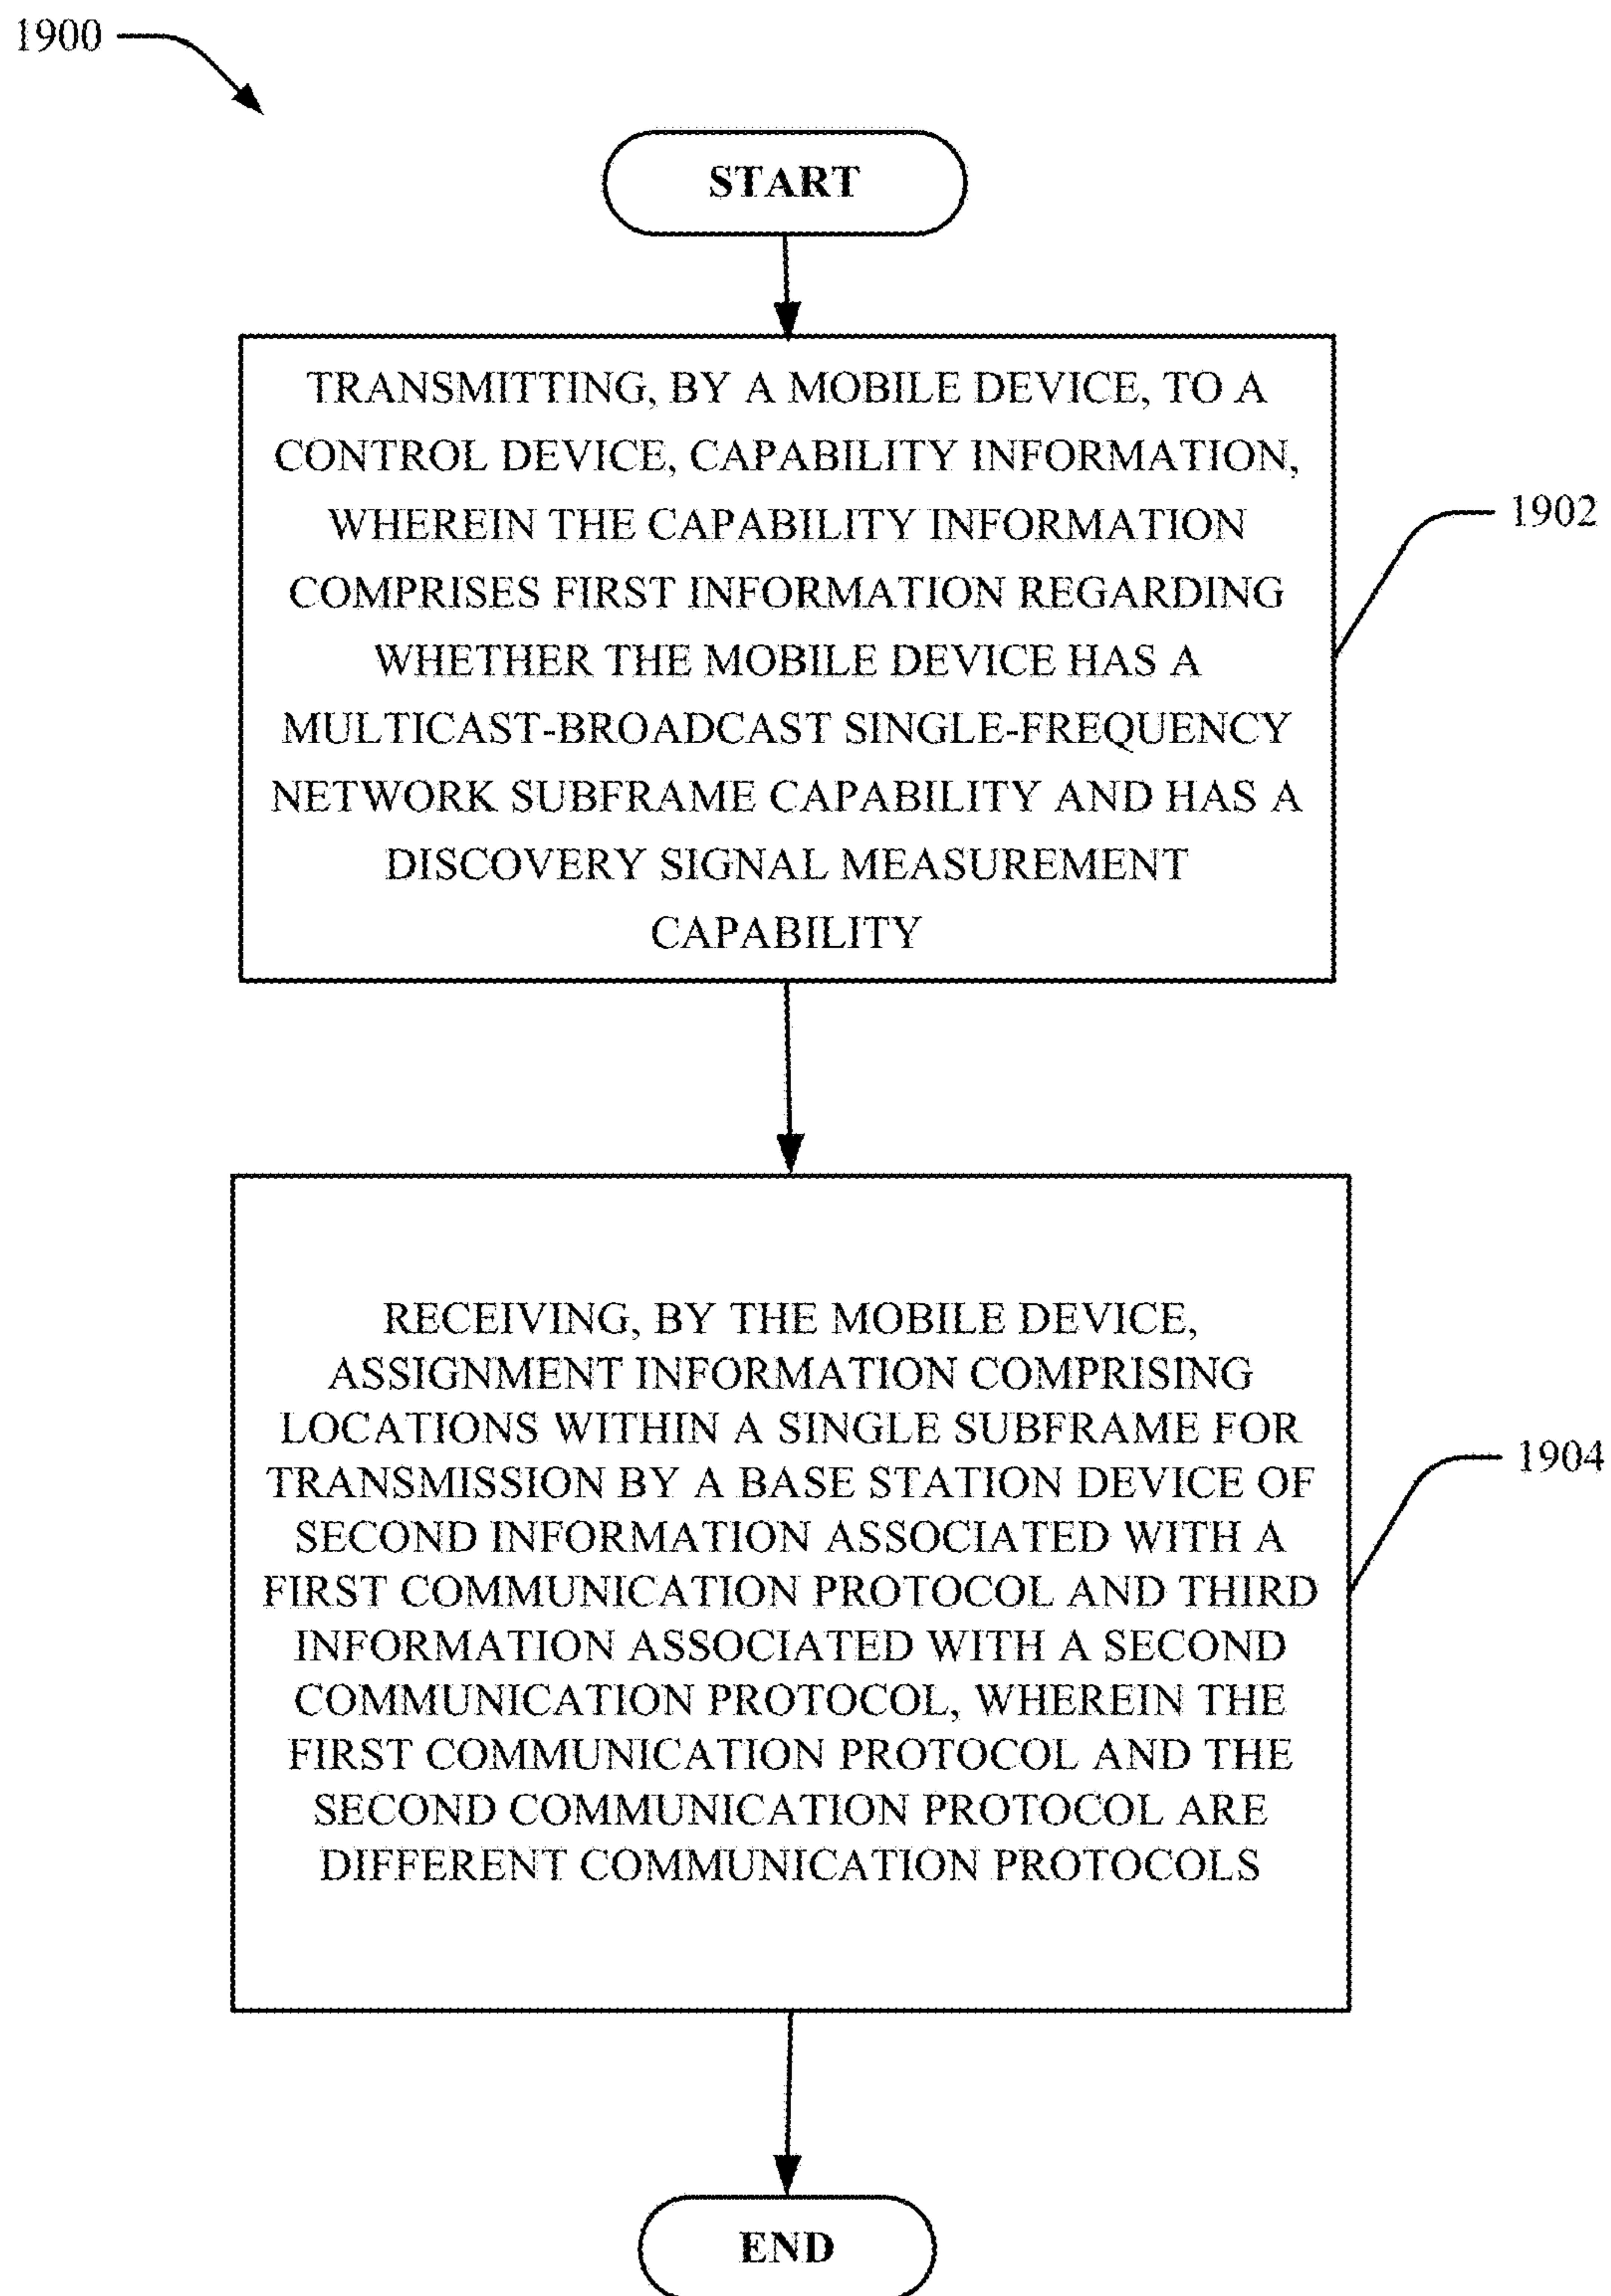 1900
START
TRANSMITTING, BY A MOBILE DEVICE, TO A
CONTROL DEVICE, CAPABILITY INFORMATION,
WHEREIN THE CAPABILITY INFORMATION
COMPRISES FIRST INFORMATION REGARDING
WHETHER THE MOBILE DEVICE HAS A
MULTICAST-BROADCAST SINGLE-FREQUENCY
NETWORK SUBFRAME CAPABILITY AND HAS A
DISCOVERY SIGNAL MEASUREMENT
CAPABILITY
1902
RECEIVING, BY THE MOBILE DEVICE,
ASSIGNMENT INFORMATION COMPRISING
LOCATIONS WITHIN A SINGLE SUBFRAME FOR
TRANSMISSION BY A BASE STATION DEVICE OF
SECOND INFORMATION ASSOCIATED WITH A
FIRST COMMUNICATION PROTOCOL AND THIRD
INFORMATION ASSOCIATED WITH A SECOND
COMMUNICATION PROTOCOL, WHEREIN THE
FIRST COMMUNICATION PROTOCOL AND THE
SECOND COMMUNICATION PROTOCOL ARE
DIFFERENT COMMUNICATION PROTOCOLS
1904
END